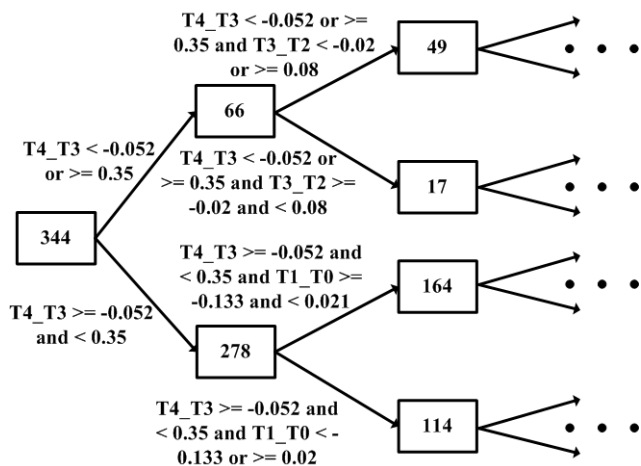 T4_T3 < -0.052 or >=
0.35 and T3_T2 < -0.02
or >= 0.08
49
66
T4_T3 < -0.052
or >= 0.35
T4_T3 < -0.052 or
>= 0.35 and T3_T2 >=
-0.02 and < 0.08
17
344
T4_T3 >= -0.052 and
< 0.35 and T1_T0 >=
-0.133 and < 0.021
164
T4_T3 >= -0.052
and < 0.35
278
T4_T3 >= -0.052 and
< 0.35 and T1_T0 < -
0.133 or >= 0.02
114